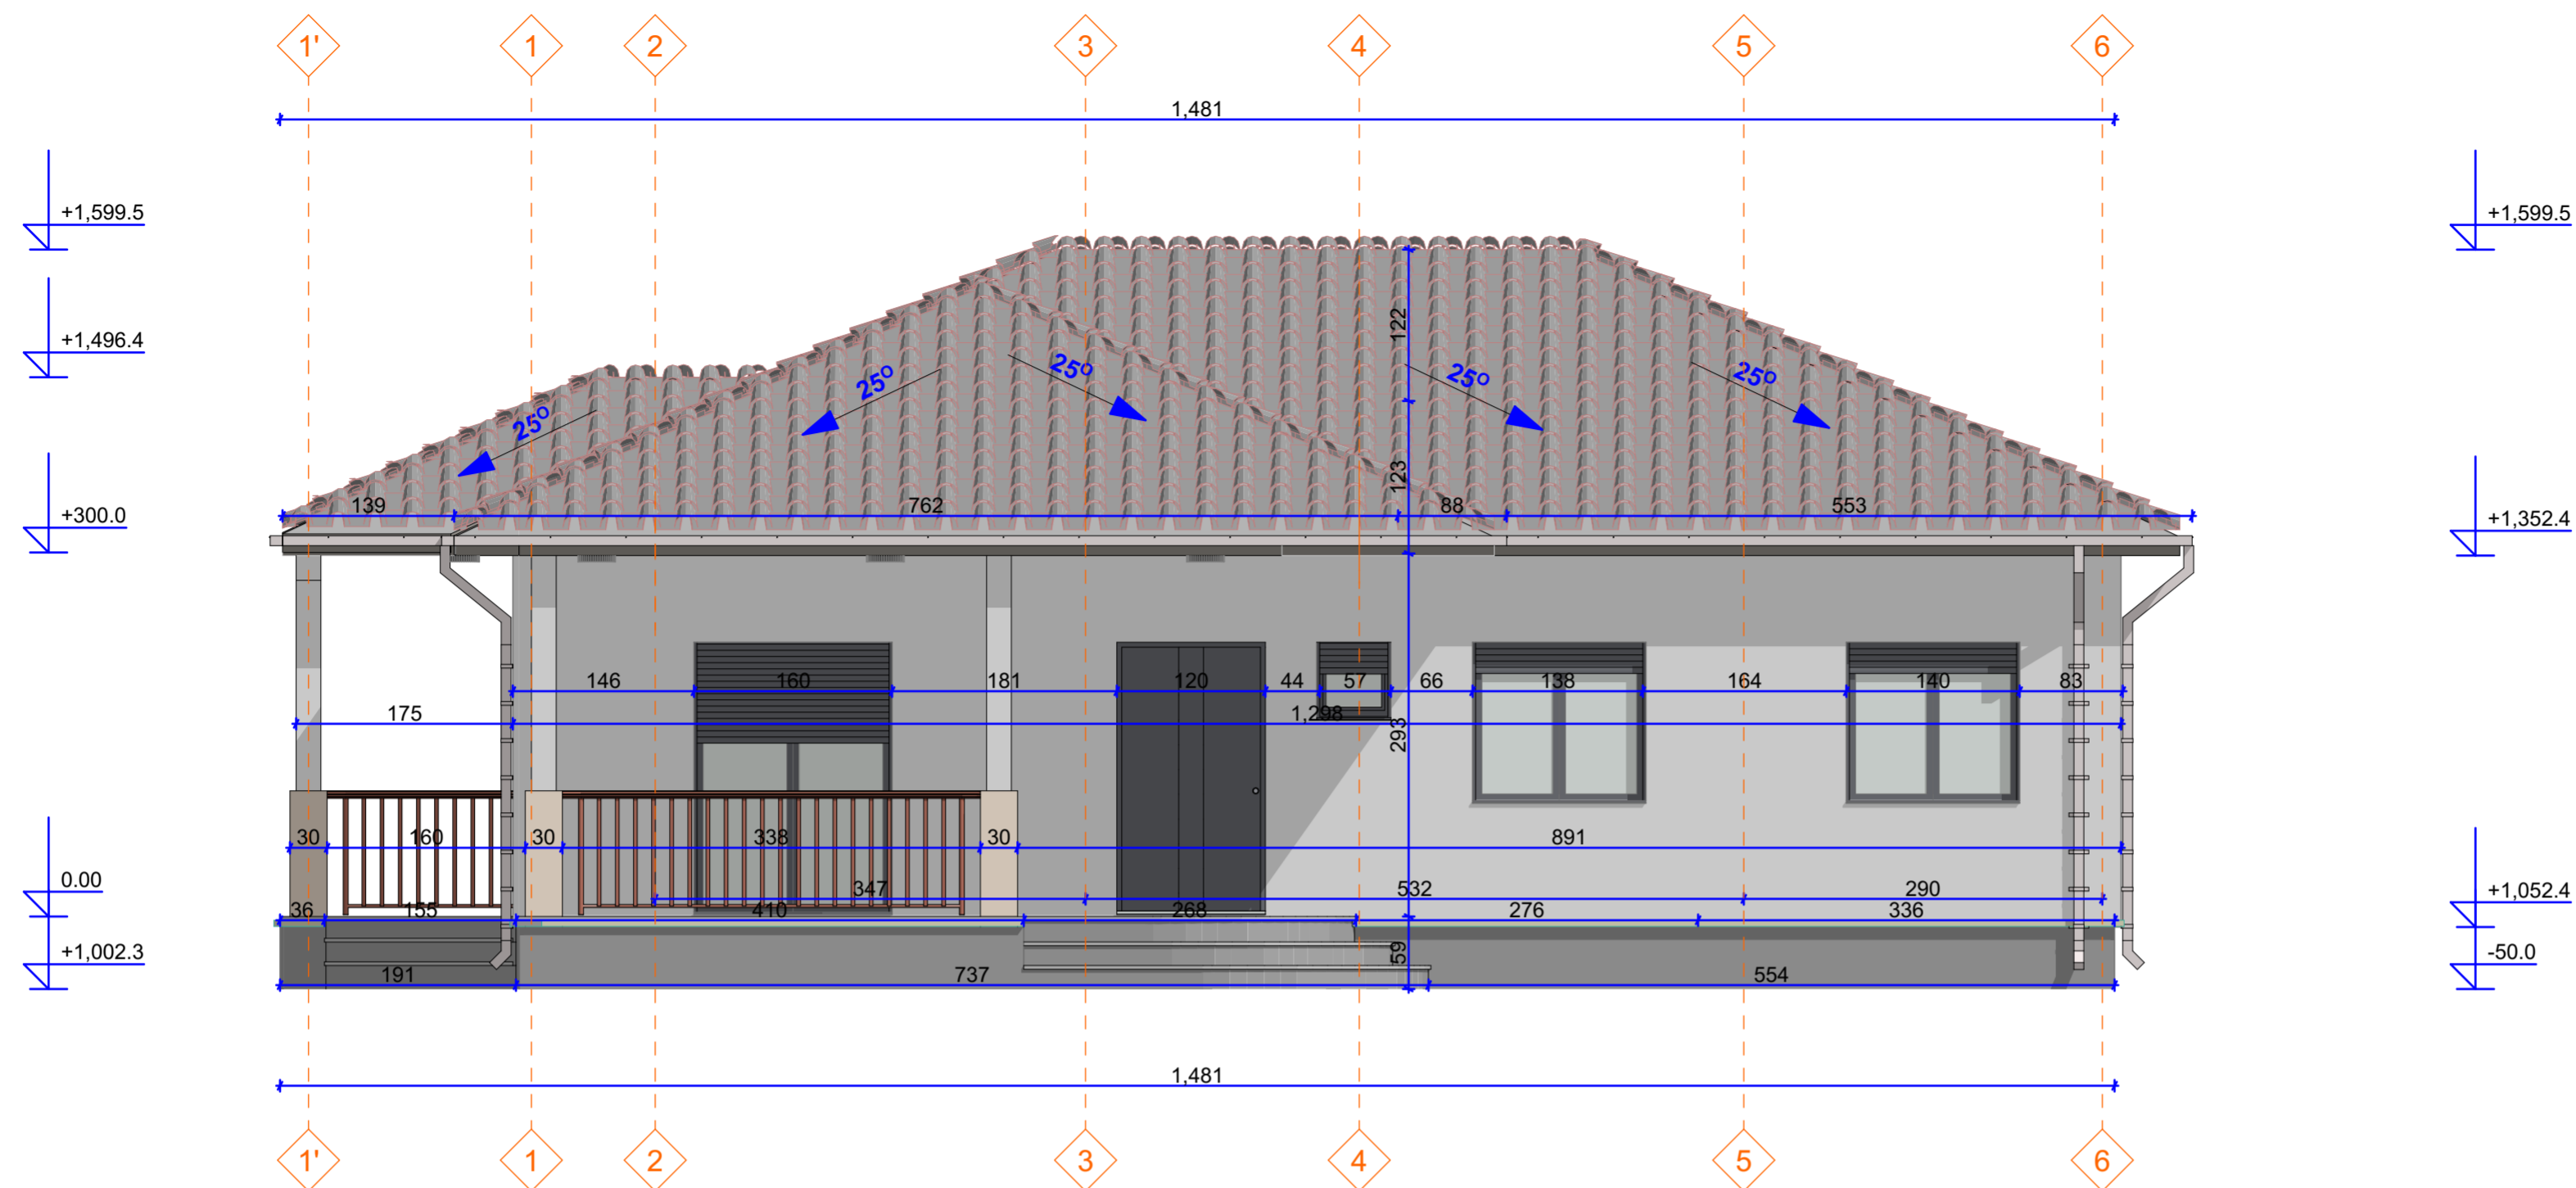 1' 1 2 3 4 5 6
1,481
+1,599.5 +1,599.5
+1,496.4
122
25º 25º 25º 25º
25º
123
139 762 88 553
+300.0 +1,352.4
146 160 181 120 44 57 66 138 164 140 83
175 1,298
293
30 160 30 338 30 891
0.00 347 532 290 +1,052.4
36 155 410 268 276 336
+1,002.3 59 -50.0
191 737 554
1,481
1' 1 2 3 4 5 6